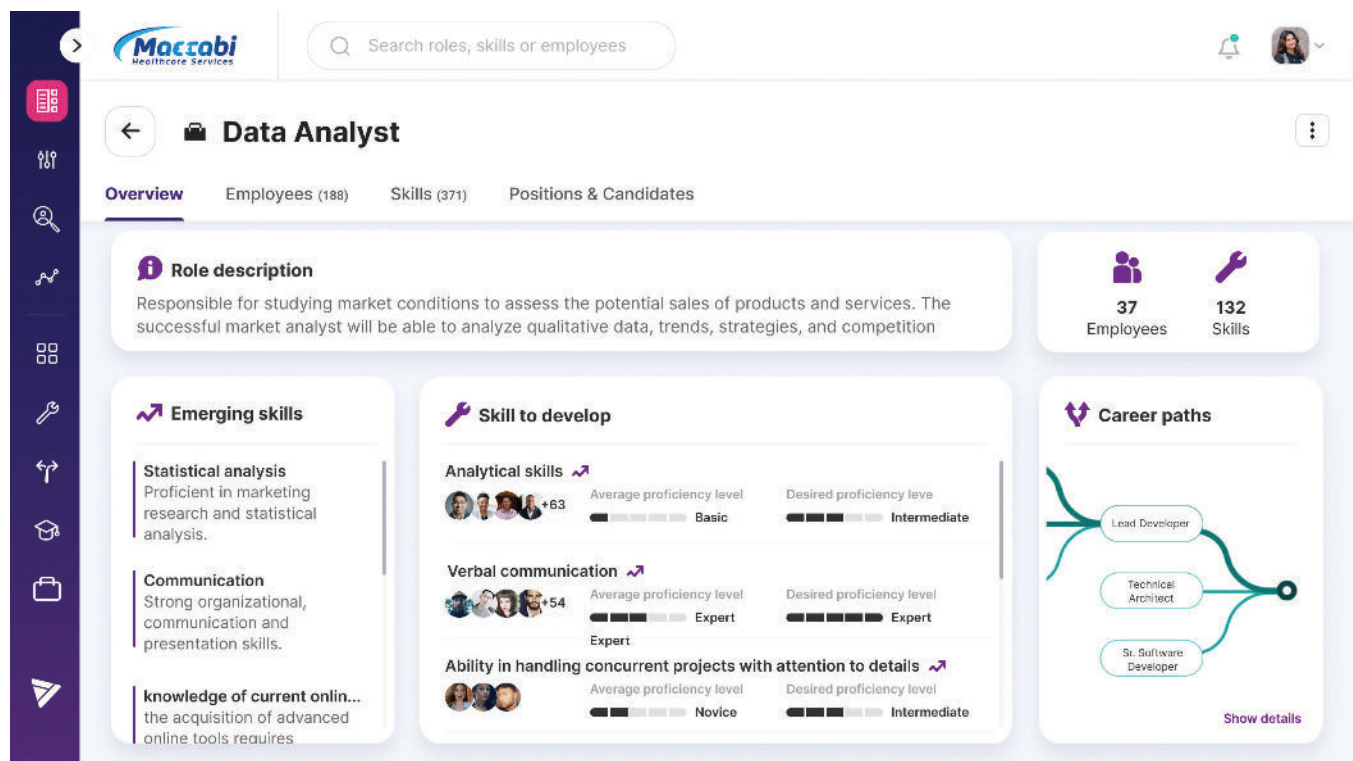 Maccabi
Healthcare Services
Search roles, skills or employees
Data Analyst
Overview
Employees (188)
Skills (371)
Positions & Candidates
Role description
Responsible for studying market conditions to assess the potential sales of products and services. The
successful market analyst will be able to analyze qualitative data, trends, strategies, and competition
37
Employees
132
Skills
Emerging skills
Statistical analysis
Proficient in marketing
research and statistical
analysis.
Communication
Strong organizational,
communication and
presentation skills.
knowledge of current onlin...
the acquisition of advanced
online tools requires
Skill to develop
Analytical skills
+63
Average proficiency level
Basic
Desired proficiency leve
Intermediate
Verbal communication
+54
Average proficiency level
Expert
Desired proficiency level
Expert
Expert
Ability in handling concurrent projects with attention to details
Average proficiency level
Novice
Desired proficiency level
Intermediate
Career paths
Lead Developer
Technical
Architect
Sr. Software
Developer
Show details